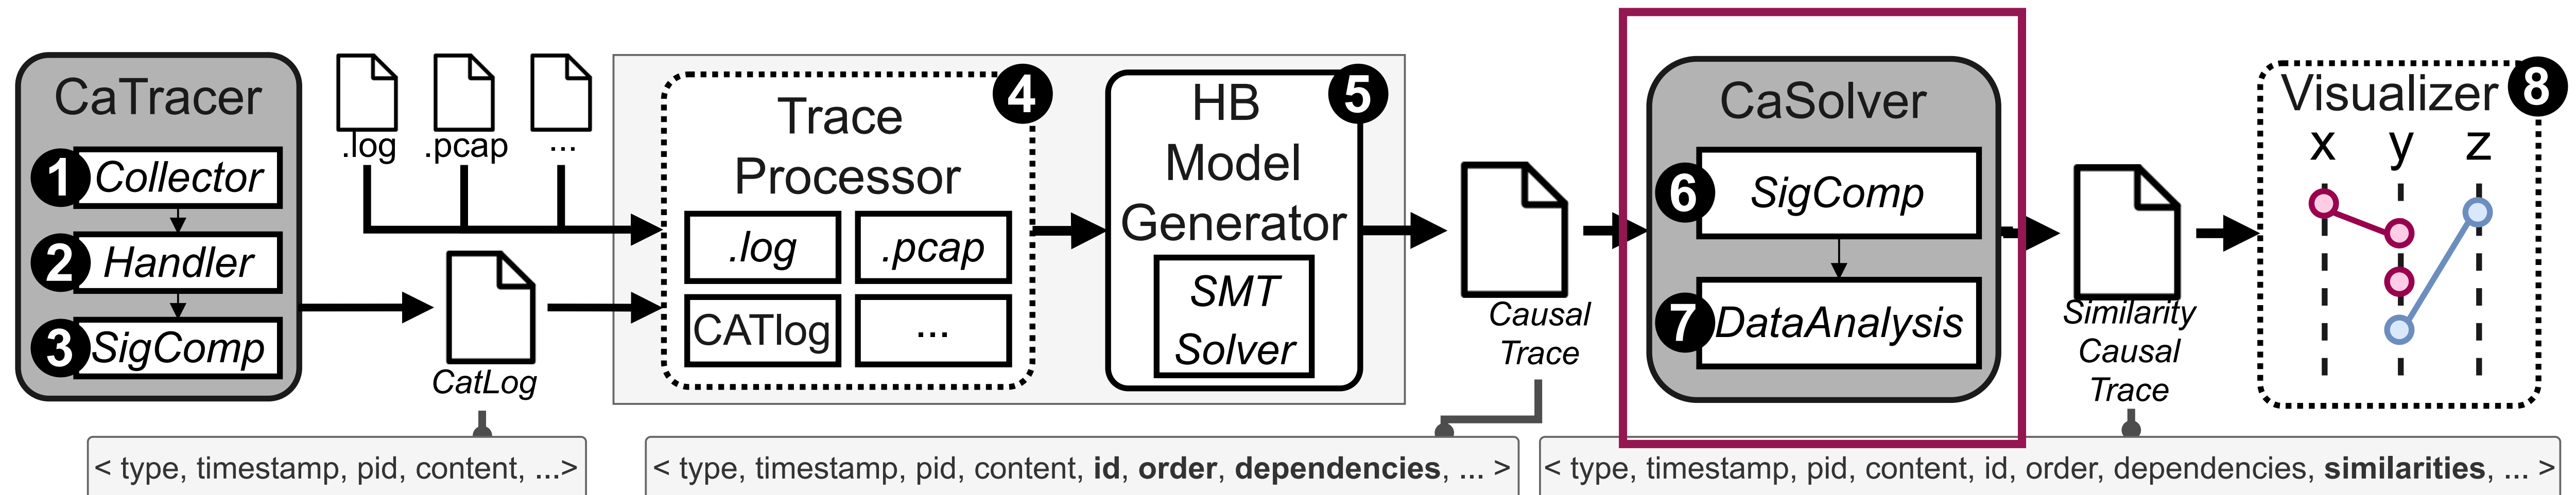 CaTracer
1 Collector
2 Handler
3 SigComp
.log .pcap ...
CatLog
< type, timestamp, pid, content, ...>
4
Trace
Processor
.log .pcap
CATlog ...
5
HB
Model
Generator
SMT
Solver
Causal
Trace
< type, timestamp, pid, content, id, order, dependencies, ... >
CaSolver
6 SigComp
7 DataAnalysis
Similarity
Causal
Trace
< type, timestamp, pid, content, id, order, dependencies, similarities, ... >
Visualizer 8
x y z